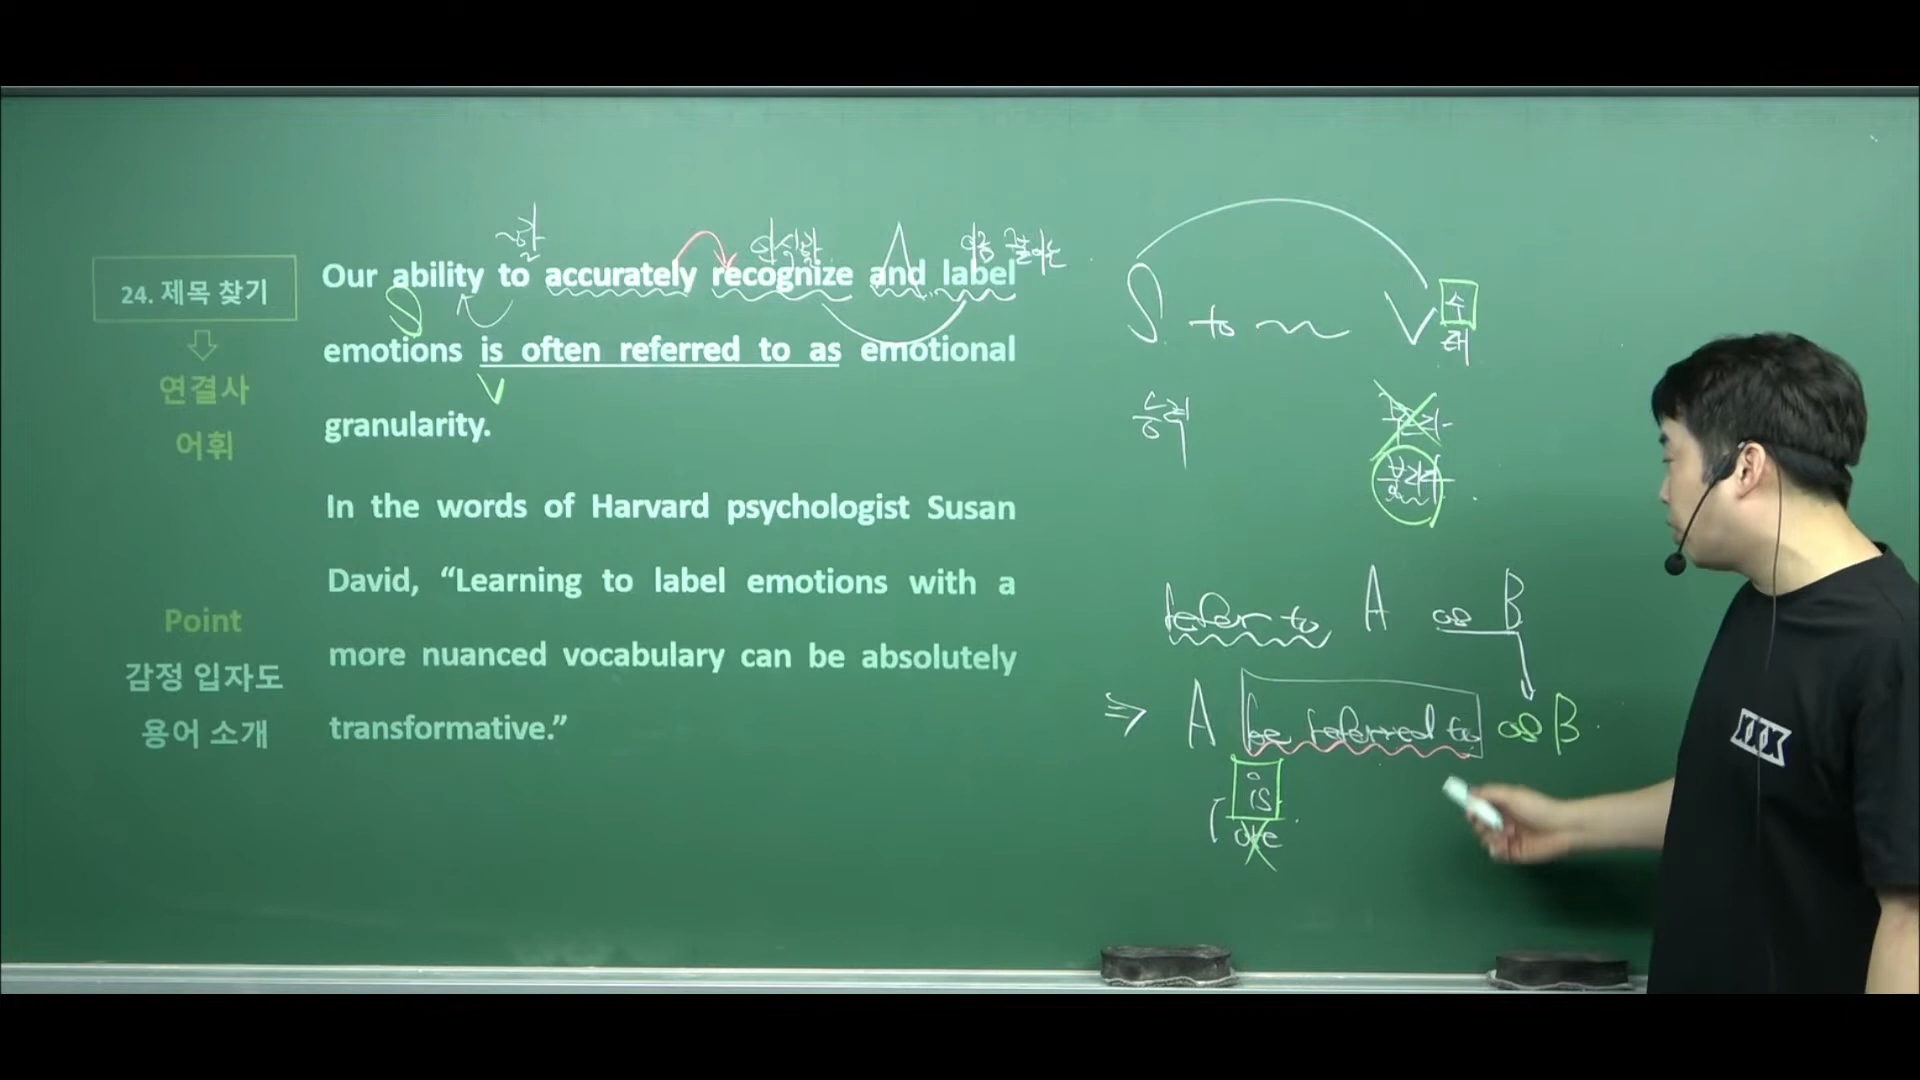 24. 제목 찾기
연결사
어휘
Point
감정 입자도
용어 소개
Our ability to accurately recognize and label
emotions is often referred to as emotional
granularity.
In the words of Harvard psychologist Susan
David, “Learning to label emotions with a
more nuanced vocabulary can be absolutely
transformative.”
S
V
A
S to V 수
refer to A as B
⇒ A be referred to as B
is
are